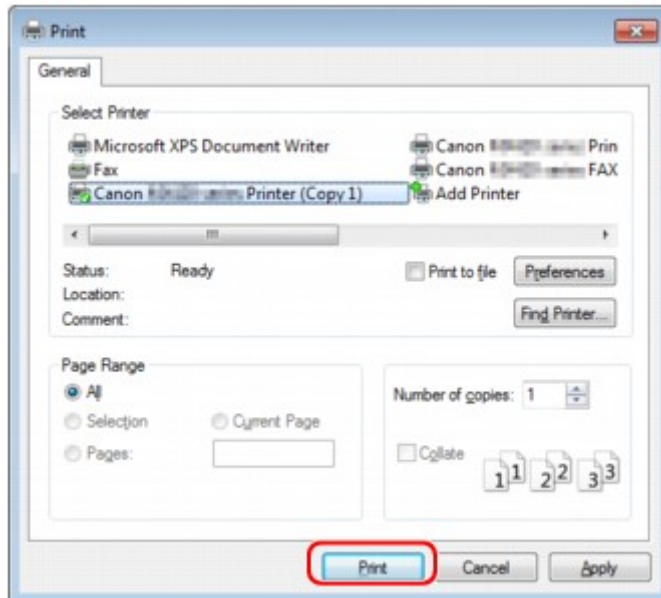 Print
General
Select Printer
Microsoft XPS Document Writer
Canon Prin
Fax
Canon FAX
Canon Printer (Copy 1)
Add Printer
Status: Ready
Print to file
Preferences
Location:
Comment:
Find Printer...
Page Range
All
Number of copies: 1
Selection
Current Page
Pages:
Collate
1 1 2 2 3 3
Print
Cancel
Apply